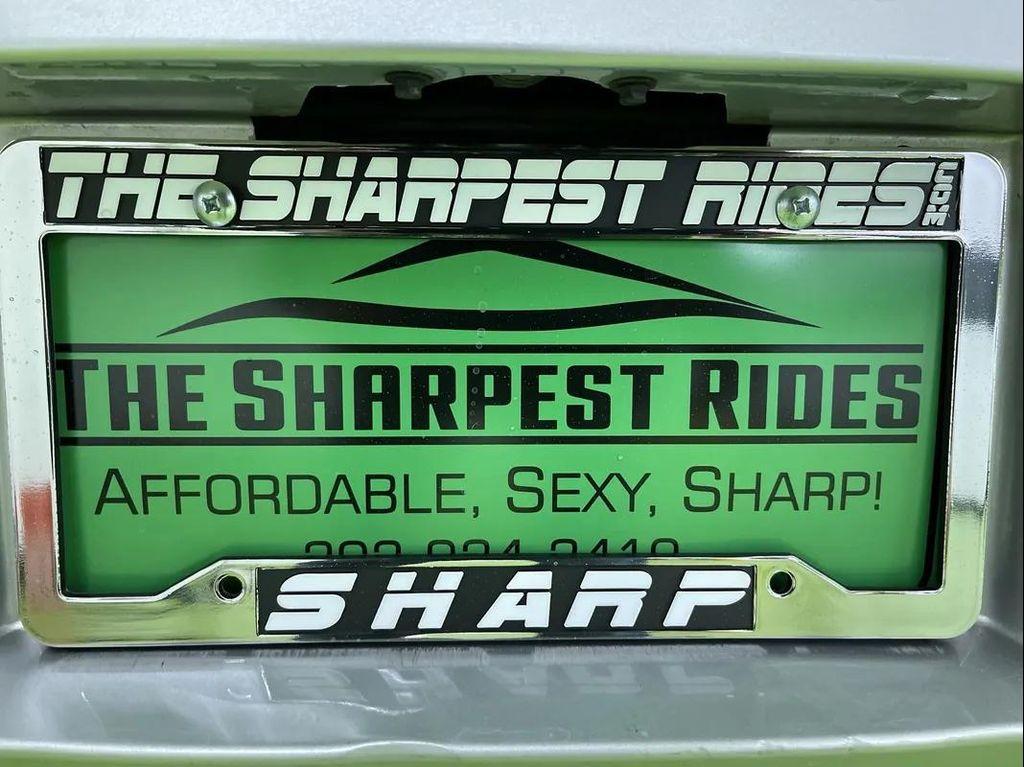 THE SHARPEST RIDES.COM
THE SHARPEST RIDES
AFFORDABLE, SEXY, SHARP!
SHARP